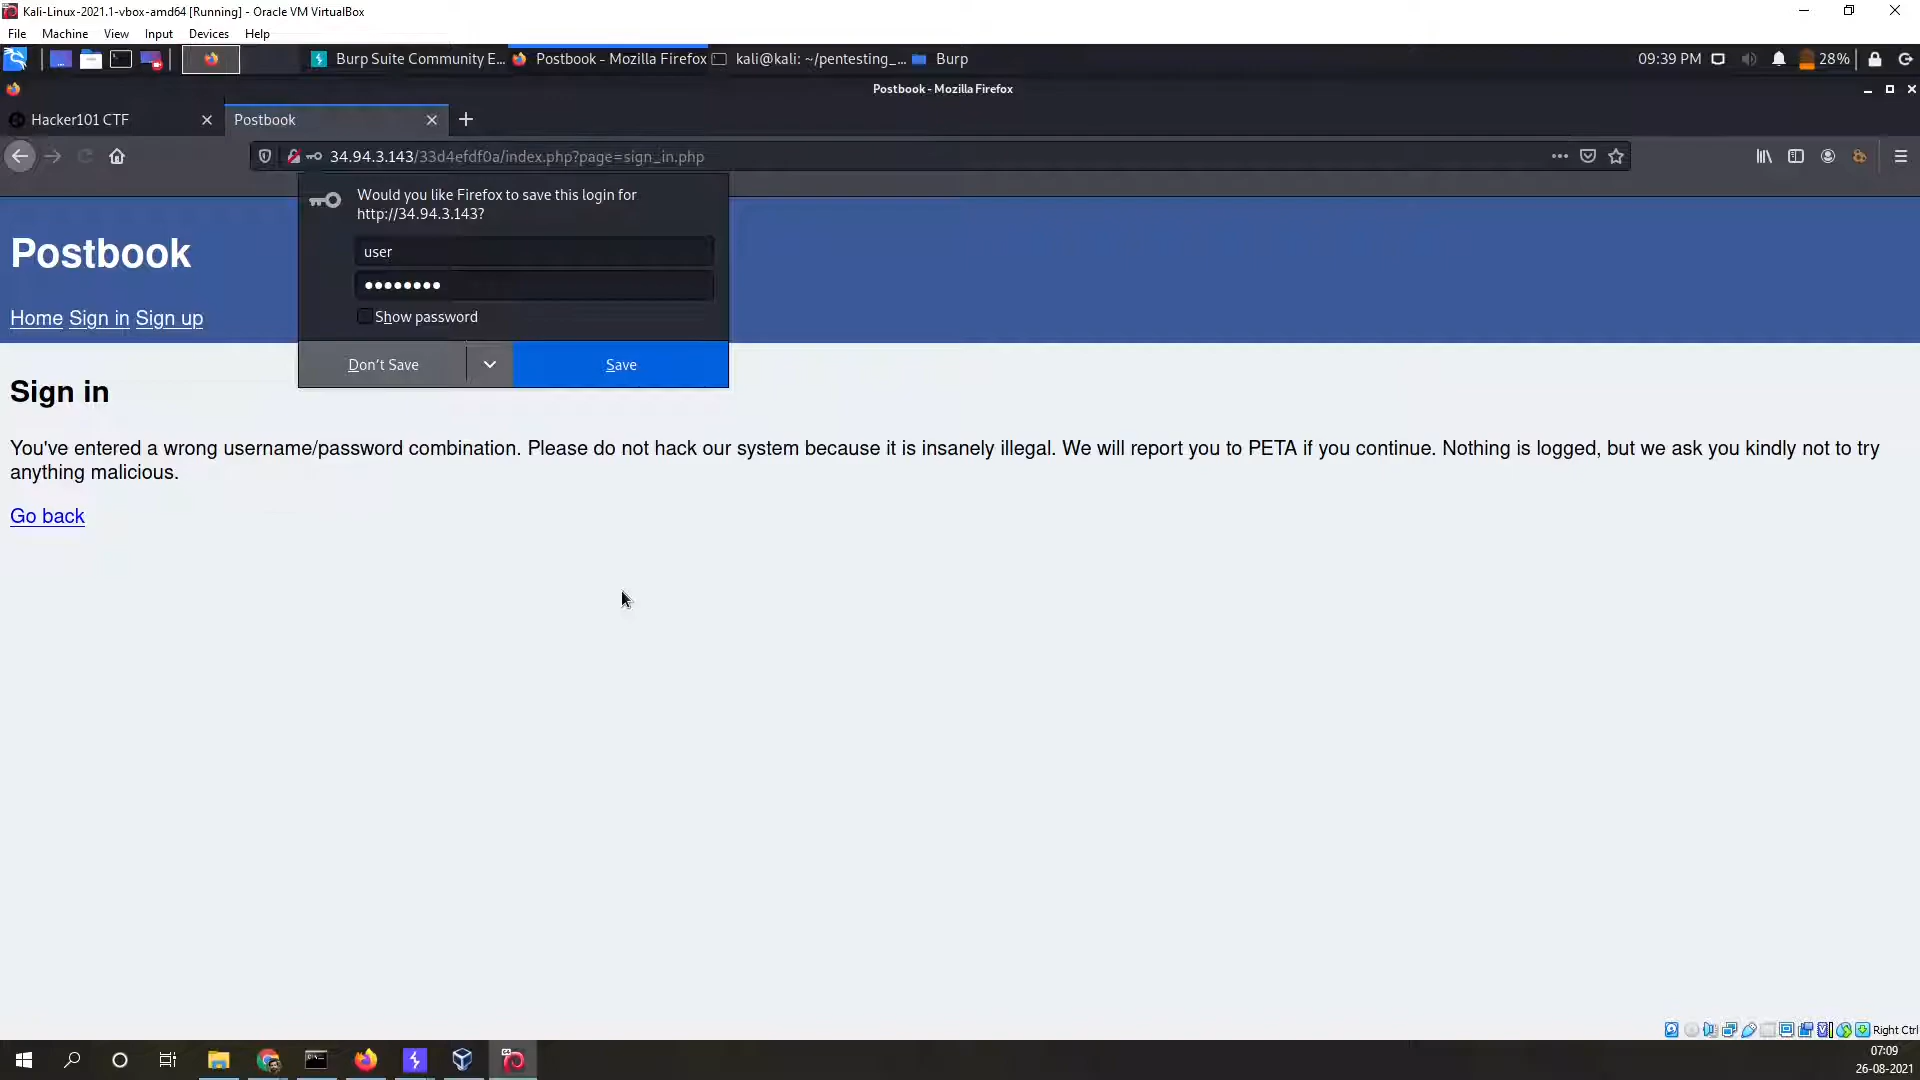 Kali-Linux-2021.1-vbox-amd64 [Running] - Oracle VM VirtualBox
File Machine View Input Devices Help
Burp Suite Community E... Postbook - Mozilla Firefox kali@kali: ~/pentesting_... Burp 09:39 PM 28%
Postbook - Mozilla Firefox
Hacker101 CTF Postbook
34.94.3.143/33d4efdf0a/index.php?page=sign_in.php
Would you like Firefox to save this login for
http://34.94.3.143?
user
••••••••
Show password
Don't Save Save
Postbook
Home Sign in Sign up
Sign in
You've entered a wrong username/password combination. Please do not hack our system because it is insanely illegal. We will report you to PETA if you continue. Nothing is logged, but we ask you kindly not to try
anything malicious.
Go back
Right Ctrl
07:09
26-08-2021